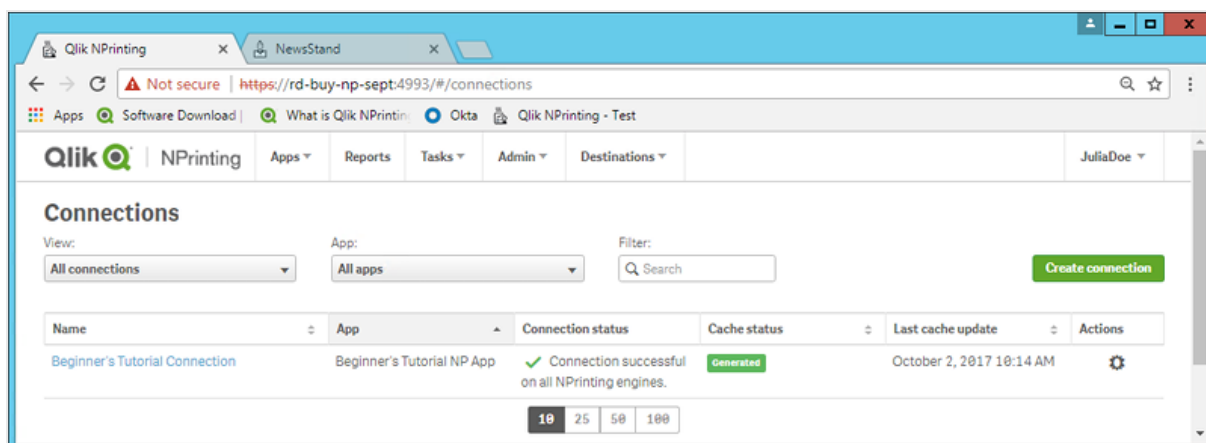 Qlik NPrinting
NewsStand
Not secure | https://rd-buy-np-sept:4993/#/connections
Apps Software Download | What is Qlik NPrintin Okta Qlik NPrinting - Test
Qlik NPrinting Apps Reports Tasks Admin Destinations JuliaDoe
Connections
View: App: Filter:
All connections All apps Search Create connection
Name App Connection status Cache status Last cache update Actions
Beginner's Tutorial Connection Beginner's Tutorial NP App Connection successful Generated October 2, 2017 10:14 AM
on all NPrinting engines.
10 25 50 100